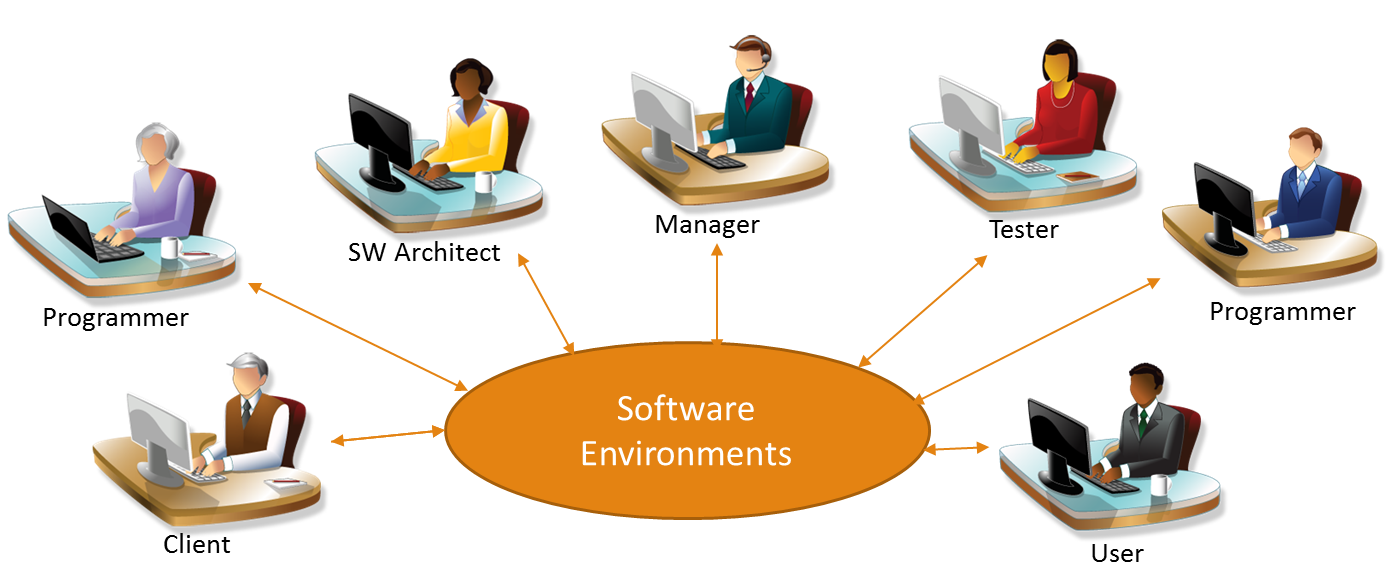 Manager
Tester
SW Architect
Programmer
Programmer
Software
Environments
Client
User